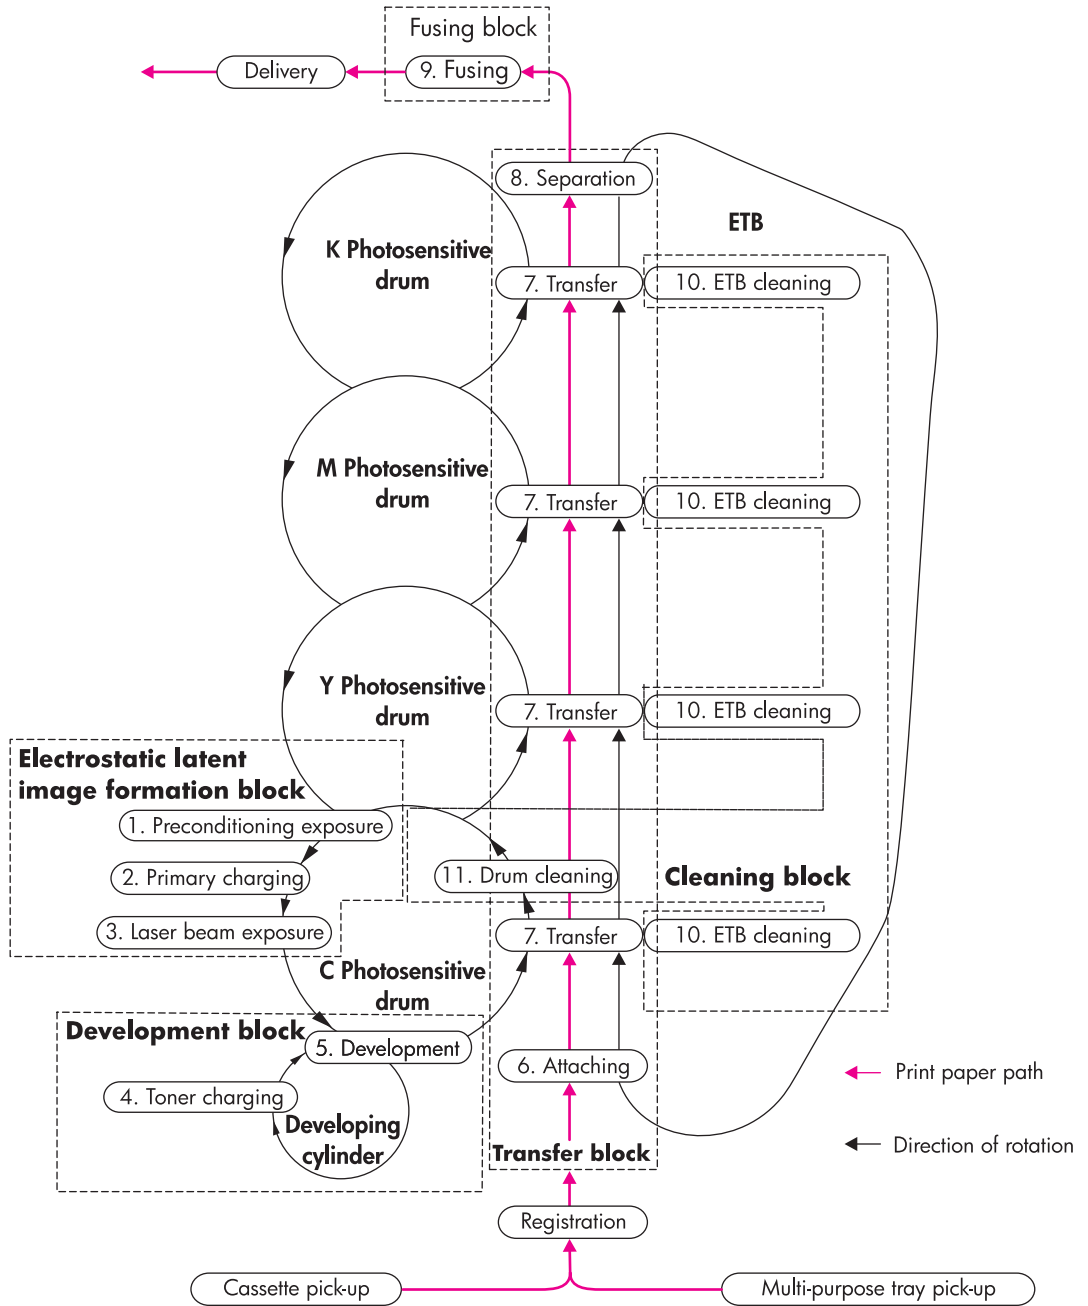 Fusing block
Delivery
9. Fusing
8. Separation
ETB
K Photosensitive
drum
7. Transfer
10. ETB cleaning
M Photosensitive
drum
7. Transfer
10. ETB cleaning
Y Photosensitive
drum
7. Transfer
10. ETB cleaning
Electrostatic latent
image formation block
1. Preconditioning exposure
2. Primary charging
11. Drum cleaning
Cleaning block
3. Laser beam exposure
7. Transfer
10. ETB cleaning
C Photosensitive
drum
Development block
5. Development
6. Attaching
4. Toner charging
Developing
cylinder
Transfer block
Print paper path
Direction of rotation
Registration
Cassette pick-up
Multi-purpose tray pick-up